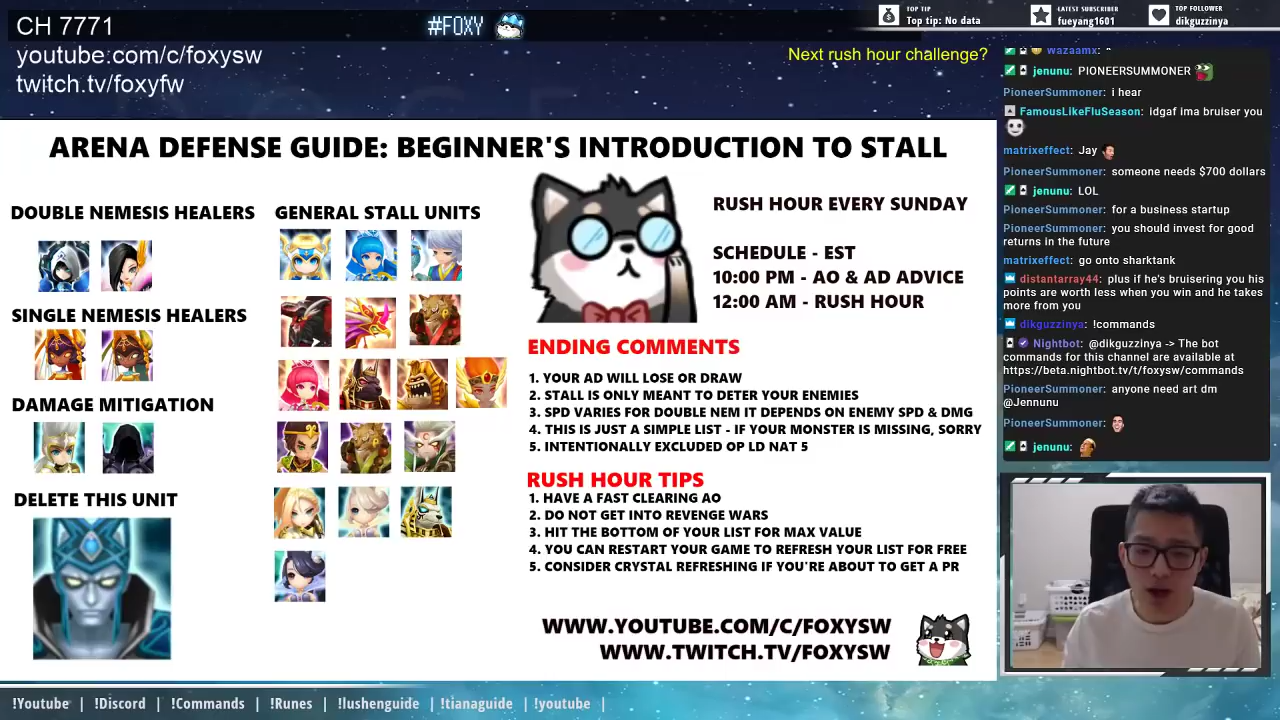 CH 7771
#FOXY
TOP TIP
Top tip: No data
LATEST SUBSCRIBER
fueyang1601
TOP FOLLOWER
dikguzzinya
youtube.com/c/foxysw
twitch.tv/foxyfw
Next rush hour challenge?
ARENA DEFENSE GUIDE: BEGINNER'S INTRODUCTION TO STALL
DOUBLE NEMESIS HEALERS
SINGLE NEMESIS HEALERS
DAMAGE MITIGATION
DELETE THIS UNIT
GENERAL STALL UNITS
RUSH HOUR EVERY SUNDAY
SCHEDULE - EST
10:00 PM - AO & AD ADVICE
12:00 AM - RUSH HOUR
ENDING COMMENTS
1. YOUR AD WILL LOSE OR DRAW
2. STALL IS ONLY MEANT TO DETER YOUR ENEMIES
3. SPD VARIES FOR DOUBLE NEM IT DEPENDS ON ENEMY SPD & DMG
4. THIS IS JUST A SIMPLE LIST - IF YOUR MONSTER IS MISSING, SORRY
5. INTENTIONALLY EXCLUDED OP LD NAT 5
RUSH HOUR TIPS
1. HAVE A FAST CLEARING AO
2. DO NOT GET INTO REVENGE WARS
3. HIT THE BOTTOM OF YOUR LIST FOR MAX VALUE
4. YOU CAN RESTART YOUR GAME TO REFRESH YOUR LIST FOR FREE
5. CONSIDER CRYSTAL REFRESHING IF YOU'RE ABOUT TO GET A PR
WWW.YOUTUBE.COM/C/FOXYSW
WWW.TWITCH.TV/FOXYSW
wazaamx:
jenunu: PIONEERSUMMONER
PioneerSummoner: i hear
FamousLikeFluSeason: idgaf ima bruiser you
matrixeffect: Jay
PioneerSummoner: someone needs $700 dollars
jenunu: LOL
PioneerSummoner: for a business startup
PioneerSummoner: you should invest for good
returns in the future
matrixeffect: go onto sharktank
distantarray44: plus if he's bruisering you his
points are worth less when you win and he takes
more from you
dikguzzinya: !commands
Nightbot: @dikguzzinya -> The bot
commands for this channel are available at
https://beta.nightbot.tv/t/foxysw/commands
PioneerSummoner: anyone need art dm
@Jennunu
PioneerSummoner:
jenunu:
!Youtube | !Discord | !Commands | !Runes | !lushenguide | !tianaguide | !youtube |